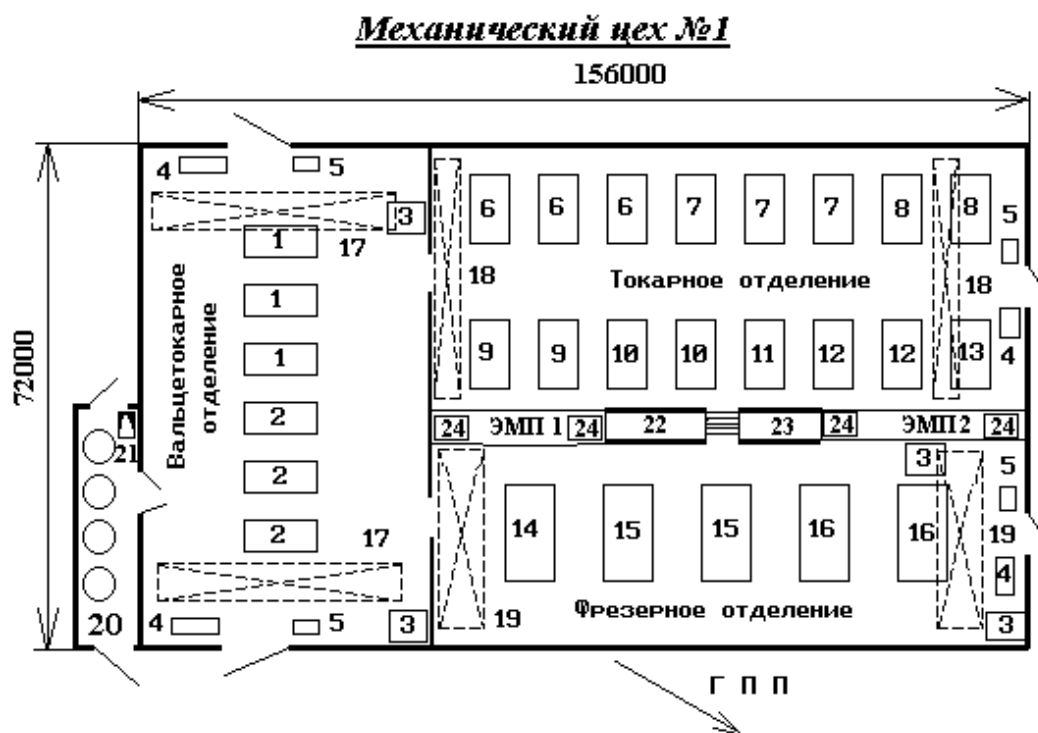 Механический цех №1
156000
72000
4 5
3
1 17
1
1
2
2
2
17
4 5 3
Вальцетокарное
отделение
6 6 6 7 7 7 8 8 5
18 Токарное отделение 18
9 9 10 10 11 12 12 13 4
24 ЭМП 1 24 22 23 24 ЭМП2 24
3 5
14 15 15 16 16 19
4
19 Фрезерное отделение 3
21
20
Г П П